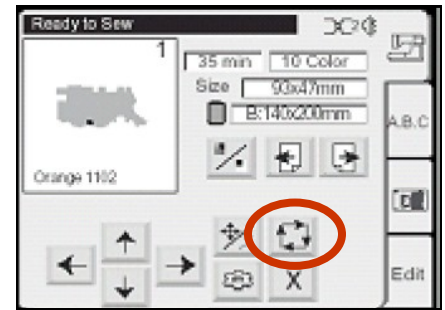 Ready to Sew
1
35 min
10 Color
Size
93x47mm
B:140x200mm
Orange 1102
A.B.C
X
Edit